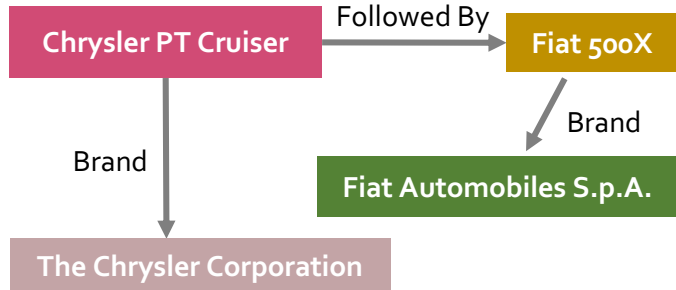 Followed By
Chrysler PT Cruiser
Fiat 500X
Brand
Brand
Fiat Automobiles S.p.A.
The Chrysler Corporation